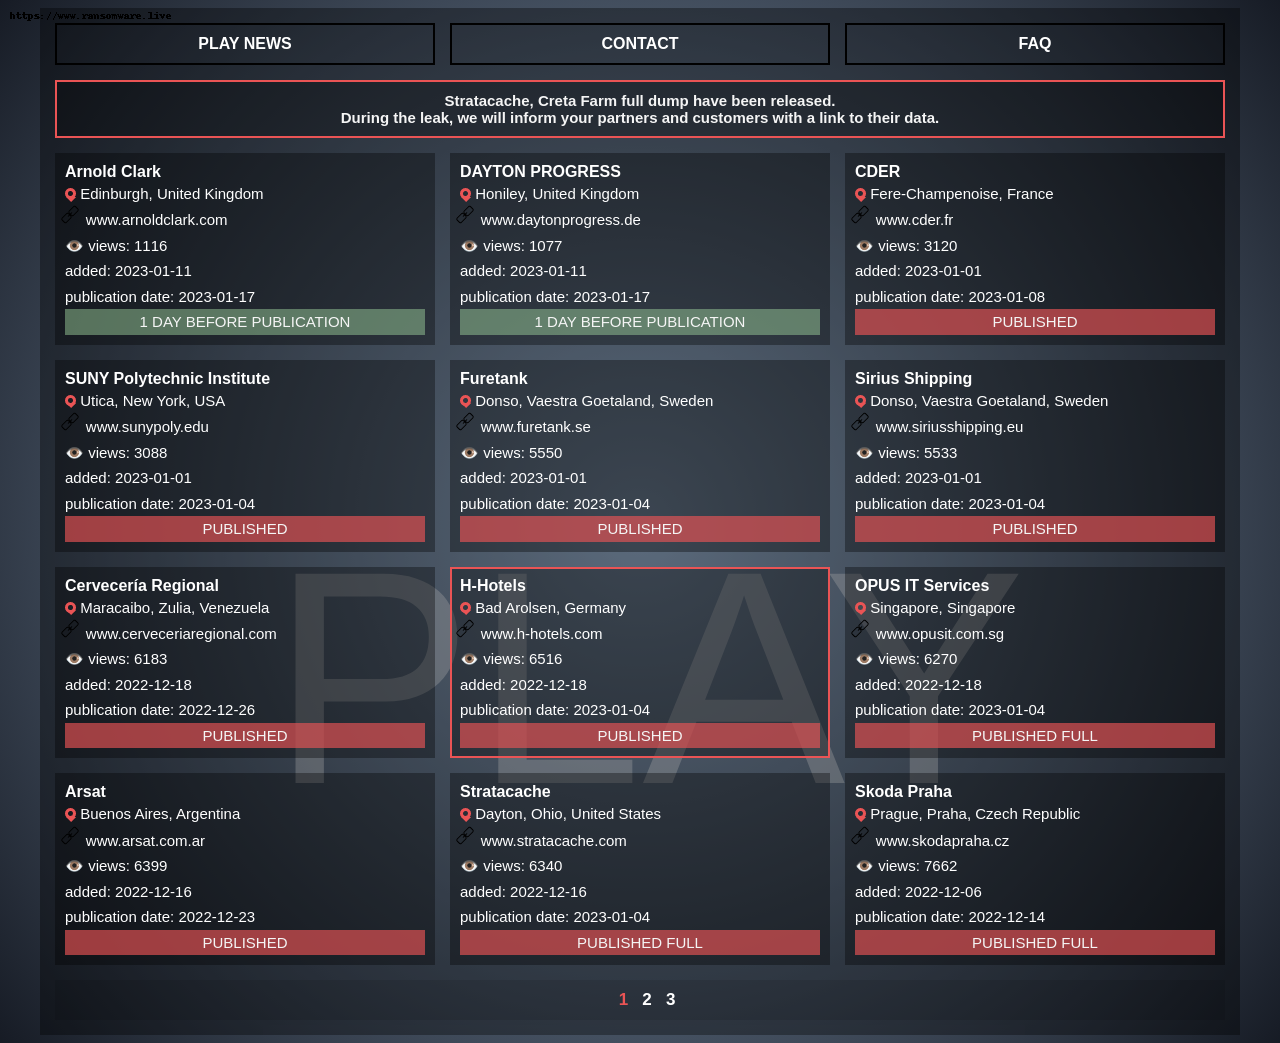 https://www.ransomware.live
PLAY NEWS
CONTACT
FAQ
Stratacache, Creta Farm full dump have been released.
During the leak, we will inform your partners and customers with a link to their data.
Arnold Clark
Edinburgh, United Kingdom
www.arnoldclark.com
views: 1116
added: 2023-01-11
publication date: 2023-01-17
1 DAY BEFORE PUBLICATION
DAYTON PROGRESS
Honiley, United Kingdom
www.daytonprogress.de
views: 1077
added: 2023-01-11
publication date: 2023-01-17
1 DAY BEFORE PUBLICATION
CDER
Fere-Champenoise, France
www.cder.fr
views: 3120
added: 2023-01-01
publication date: 2023-01-08
PUBLISHED
SUNY Polytechnic Institute
Utica, New York, USA
www.sunypoly.edu
views: 3088
added: 2023-01-01
publication date: 2023-01-04
PUBLISHED
Furetank
Donso, Vaestra Goetaland, Sweden
www.furetank.se
views: 5550
added: 2023-01-01
publication date: 2023-01-04
PUBLISHED
Sirius Shipping
Donso, Vaestra Goetaland, Sweden
www.siriusshipping.eu
views: 5533
added: 2023-01-01
publication date: 2023-01-04
PUBLISHED
Cervecería Regional
Maracaibo, Zulia, Venezuela
www.cerveceriaregional.com
views: 6183
added: 2022-12-18
publication date: 2022-12-26
PUBLISHED
H-Hotels
Bad Arolsen, Germany
www.h-hotels.com
views: 6516
added: 2022-12-18
publication date: 2023-01-04
PUBLISHED
OPUS IT Services
Singapore, Singapore
www.opusit.com.sg
views: 6270
added: 2022-12-18
publication date: 2023-01-04
PUBLISHED FULL
PLAY
Arsat
Buenos Aires, Argentina
www.arsat.com.ar
views: 6399
added: 2022-12-16
publication date: 2022-12-23
PUBLISHED
Stratacache
Dayton, Ohio, United States
www.stratacache.com
views: 6340
added: 2022-12-16
publication date: 2023-01-04
PUBLISHED FULL
Skoda Praha
Prague, Praha, Czech Republic
www.skodapraha.cz
views: 7662
added: 2022-12-06
publication date: 2022-12-14
PUBLISHED FULL
1 2 3